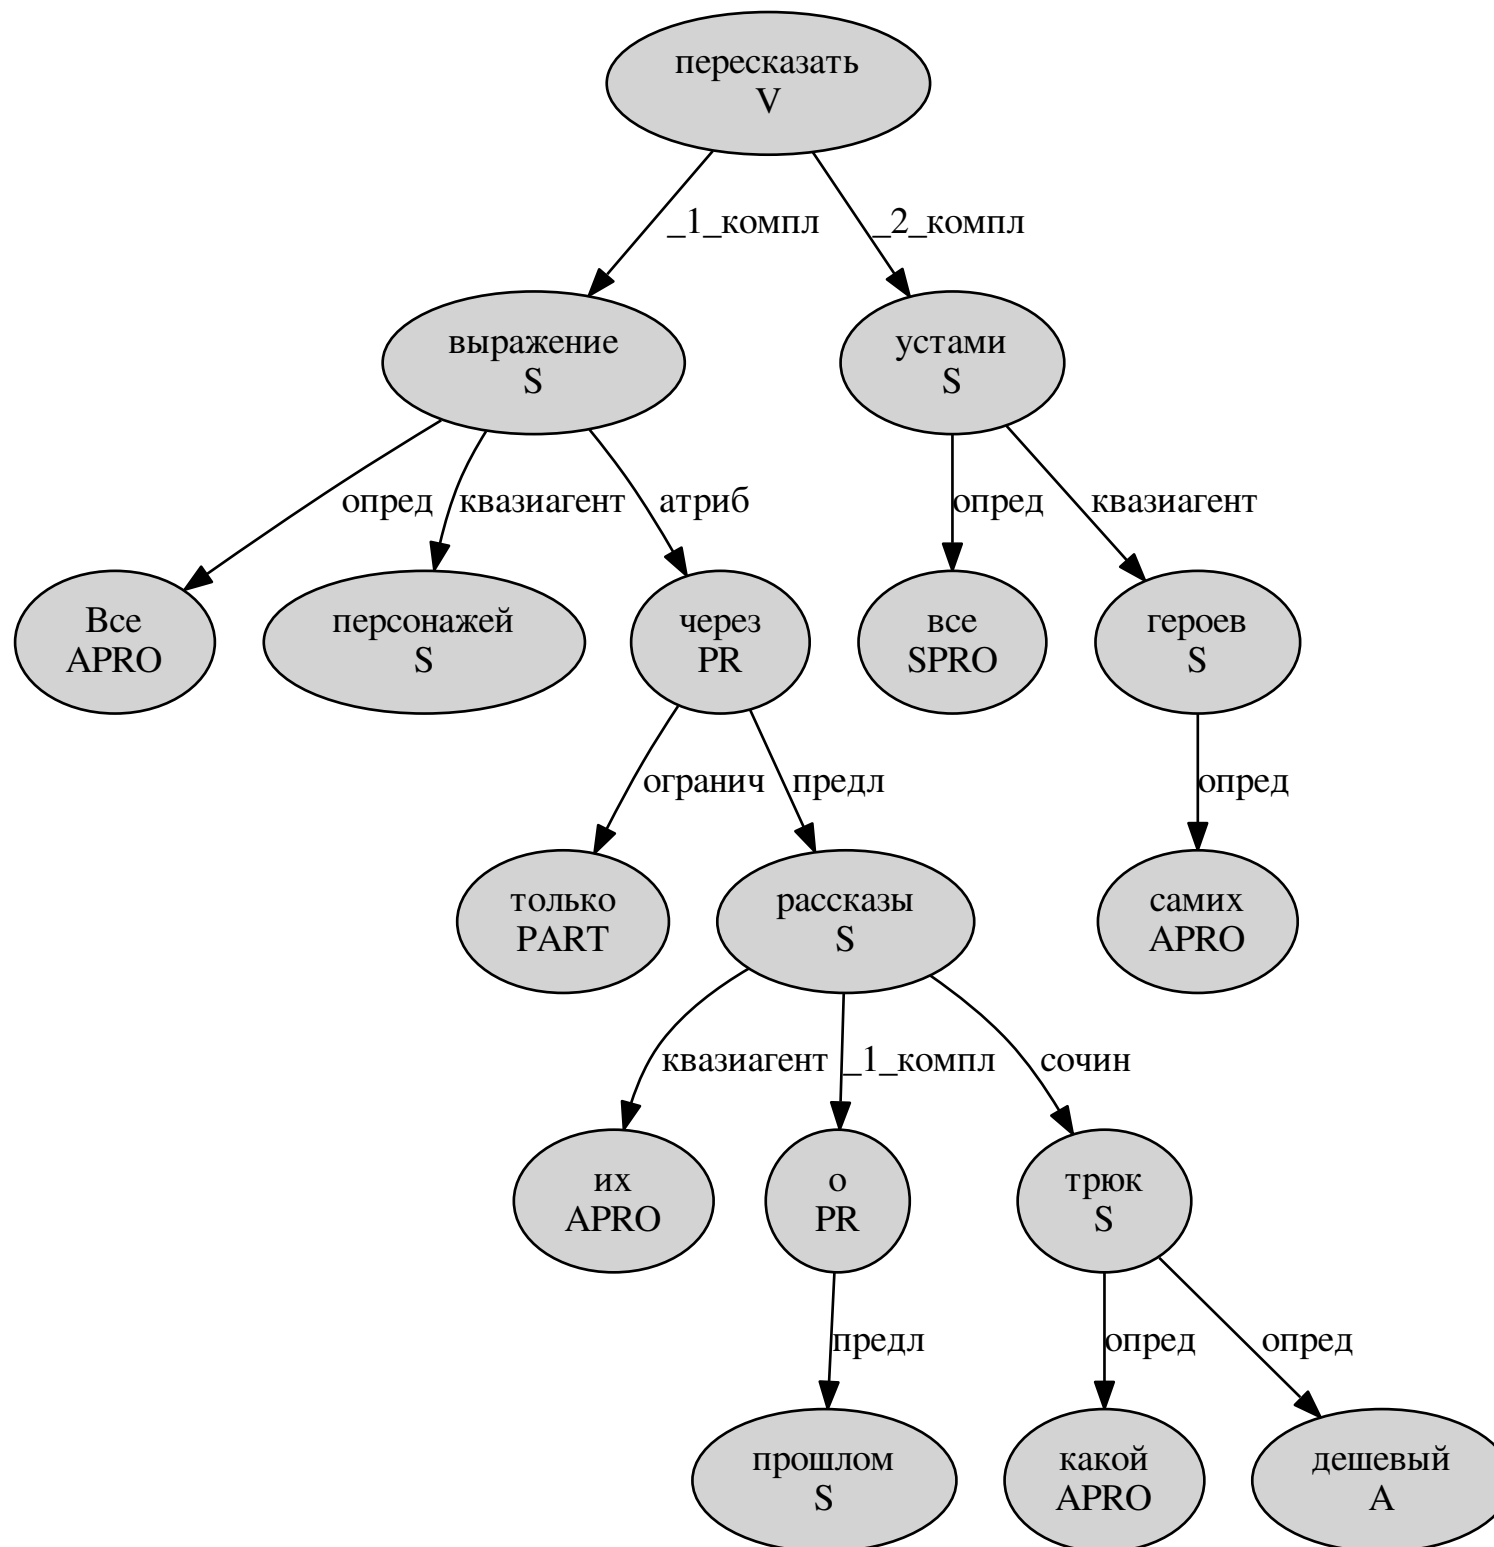 пересказать
V
_1_компл
_2_компл
выражение
S
устами
S
опред
квазиагент
атриб
опред
квазиагент
Все
APRO
персонажей
S
через
PR
все
SPRO
героев
S
огранич
предл
опред
только
PART
рассказы
S
самих
APRO
квазиагент
_1_компл
сочин
их
APRO
о
PR
трюк
S
предл
опред
опред
прошлом
S
какой
APRO
дешевый
A